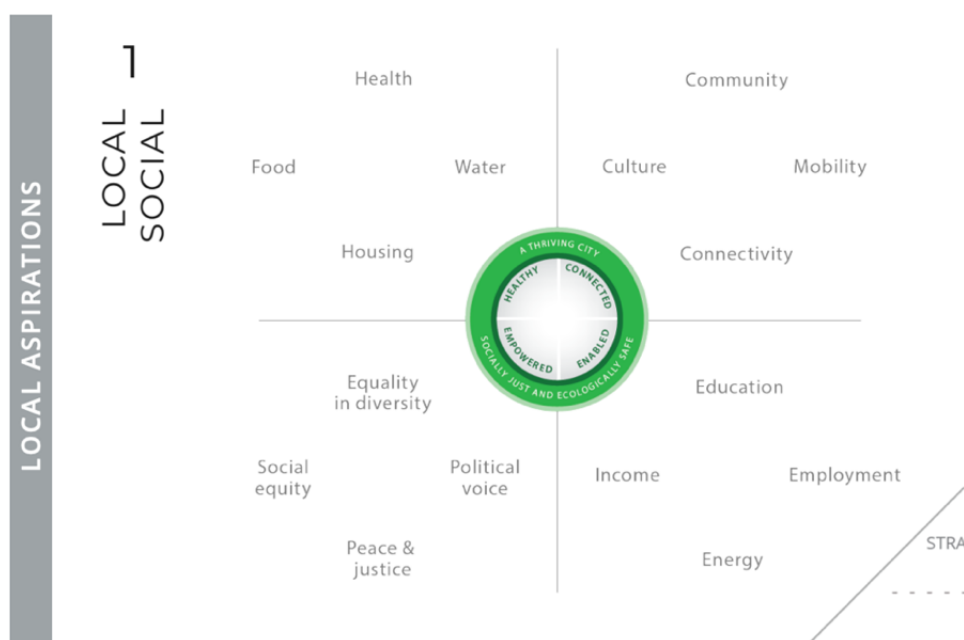 LOCAL ASPIRATIONS
1
LOCAL
SOCIAL
Health
Food
Water
Housing
Community
Culture
Mobility
Connectivity
A THRIVING CITY
HEALTHY
CONNECTED
EMPOWERED
ENABLED
SOCIALLY JUST AND ECOLOGICALLY SAFE
Equality
in diversity
Social
equity
Political
voice
Peace &
justice
Education
Income
Employment
Energy
STRA